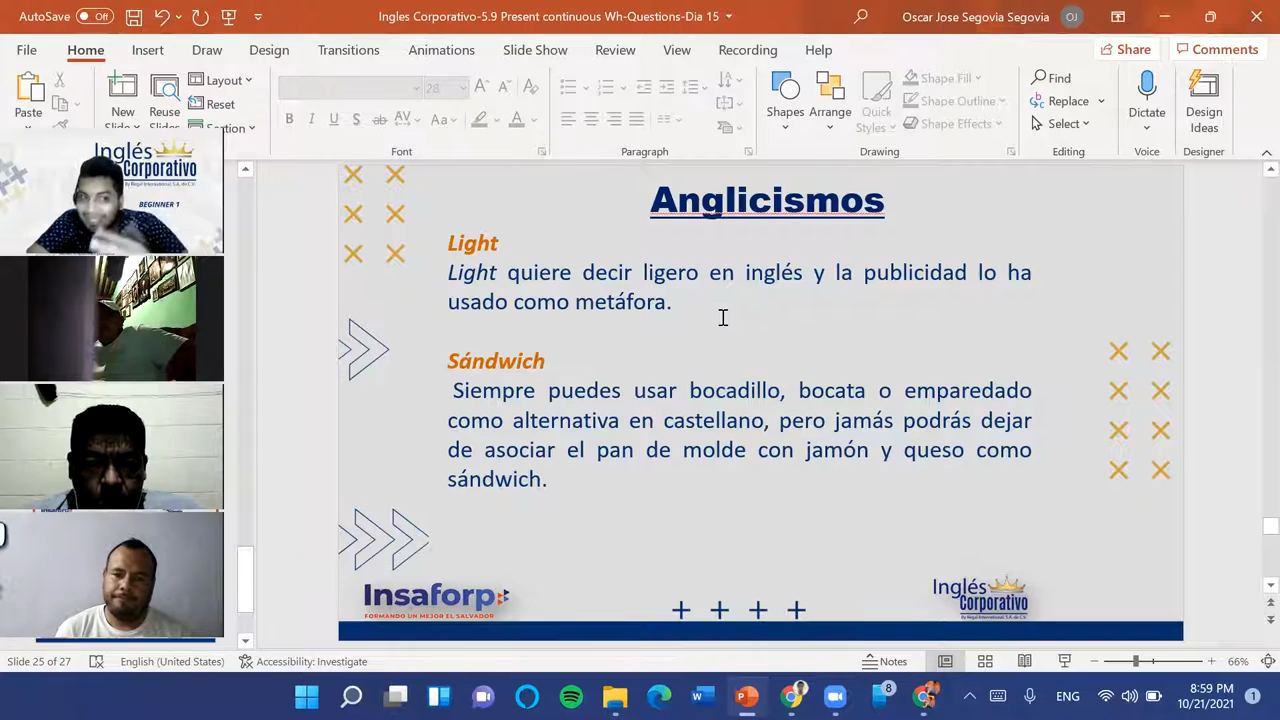 AutoSave Off Ingles Corporativo-5.9 Present continuous Wh-Questions-Dia 15 Oscar Jose Segovia Segovia OJ
File Home Insert Draw Design Transitions Animations Slide Show Review View Recording Help Share Comments
Paste New Reuse Slides Layout Reset Section
Shapes Arrange Quick Styles Shape Fill Shape Outline Shape Effects
Find Replace Select Dictate Design Ideas
Font Paragraph Drawing Editing Voice Designer
Inglés
Corporativo
By Regal International, S.A. de C.V.
BEGINNER 1
Anglicismos
Light
Light quiere decir ligero en inglés y la publicidad lo ha
usado como metáfora.
Sándwich
Siempre puedes usar bocadillo, bocata o emparedado
como alternativa en castellano, pero jamás podrás dejar
de asociar el pan de molde con jamón y queso como
sándwich.
Insaforp
FORMANDO UN MEJOR EL SALVADOR
Inglés
Corporativo
Slide 25 of 27 English (United States) Accessibility: Investigate Notes 66%
8 ENG 8:59 PM
10/21/2021 1